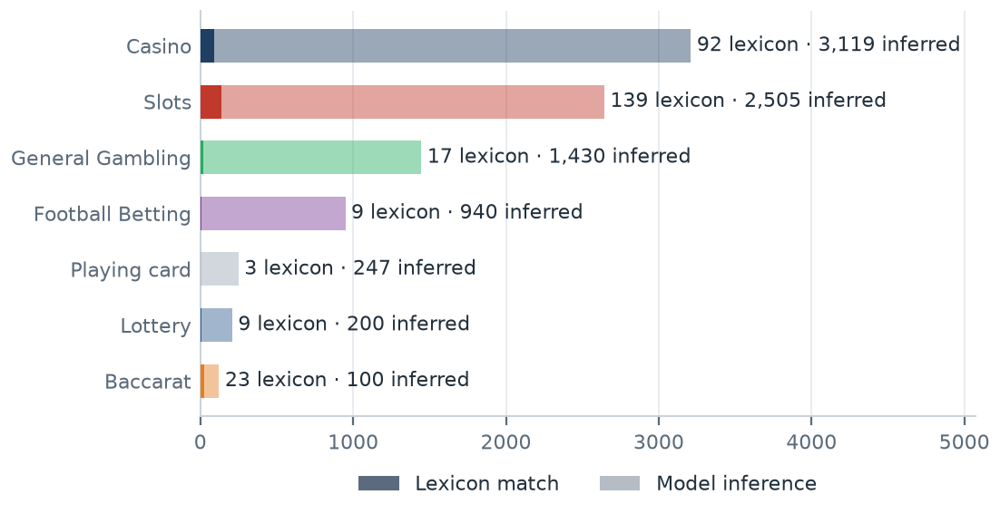 Casino 92 lexicon · 3,119 inferred
Slots 139 lexicon · 2,505 inferred
General Gambling 17 lexicon · 1,430 inferred
Football Betting 9 lexicon · 940 inferred
Playing card 3 lexicon · 247 inferred
Lottery 9 lexicon · 200 inferred
Baccarat 23 lexicon · 100 inferred
0 1000 2000 3000 4000 5000
Lexicon match Model inference